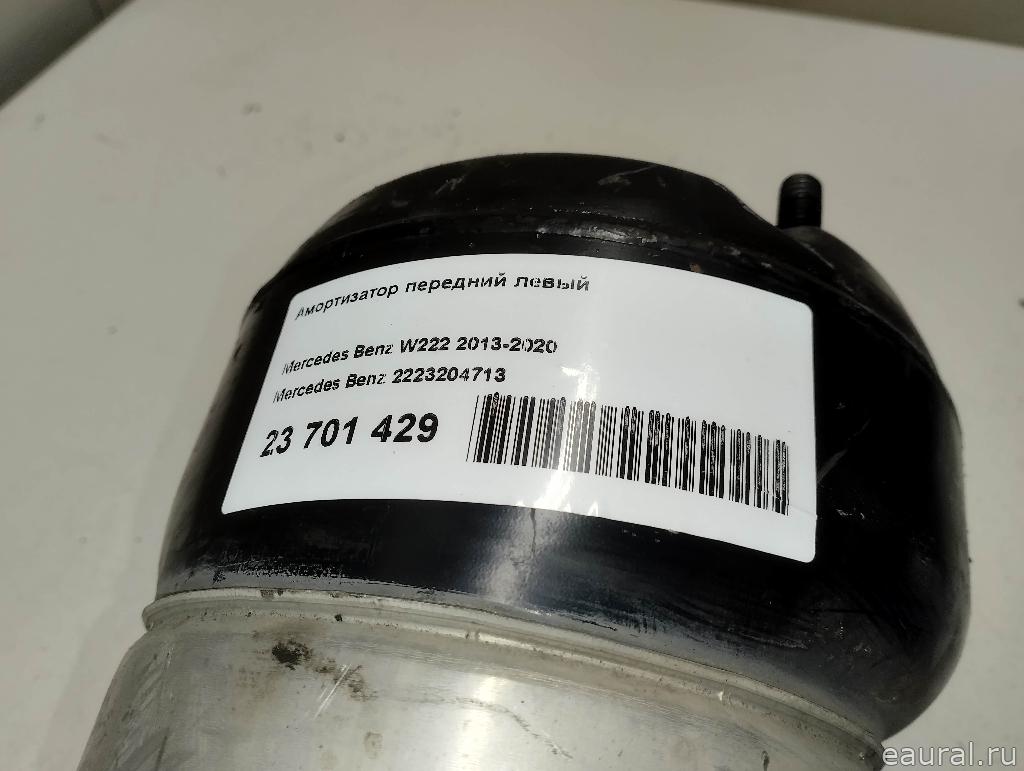 Амортизатор передний левый
Mercedes Benz W222 2013-2020
Mercedes Benz 2223204713
23 701 429
eaural.ru